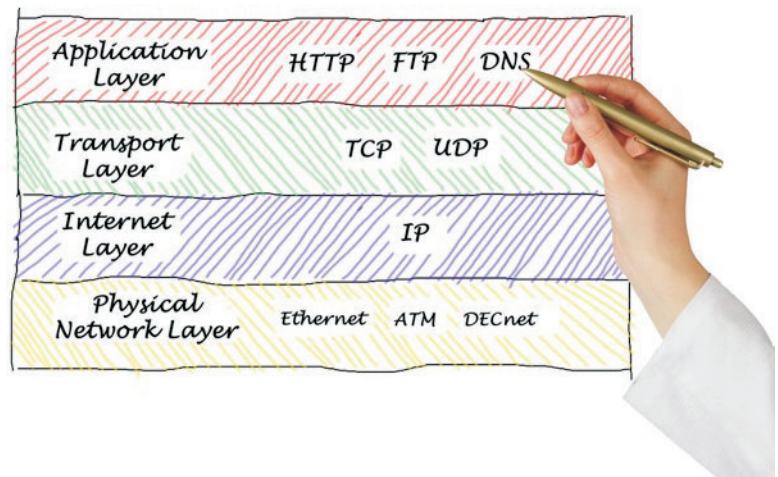 Application
Layer
HTTP FTP DNS
Transport
Layer
TCP UDP
Internet
Layer
IP
Physical
Network Layer
Ethernet ATM DECnet